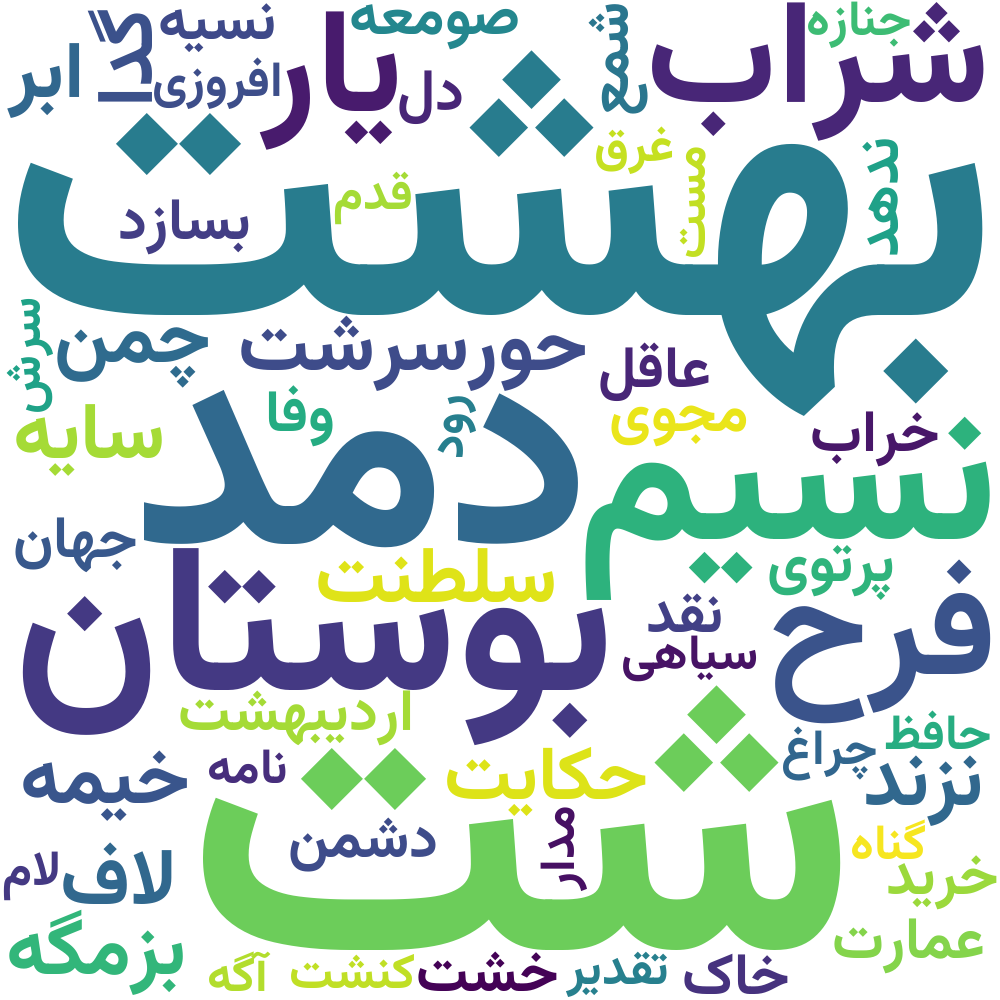 جنازه
شراب
شمع
صومعه
دل
یار
نسیه
افروزی
گدا
ابر
بهشت
غرق
مست
ندهد
قدم
بسازد
حورسرشت
چمن
سرش
عاقل
مجوی
خراب
وفا
رود
سایه
دمد
نسیم
جهان
سلطنت
پرتوی
بوستان
نقد
سیاهی
فرح
اردیبهشت
شت
حافظ
چراغ
نزند
حکایت
نامه
خیمه
دشمن
مدار
گناه
خرید
لاف
لام
عمارت
بزمگه
خاک
تقدیر
خشت
کنشت
آگه